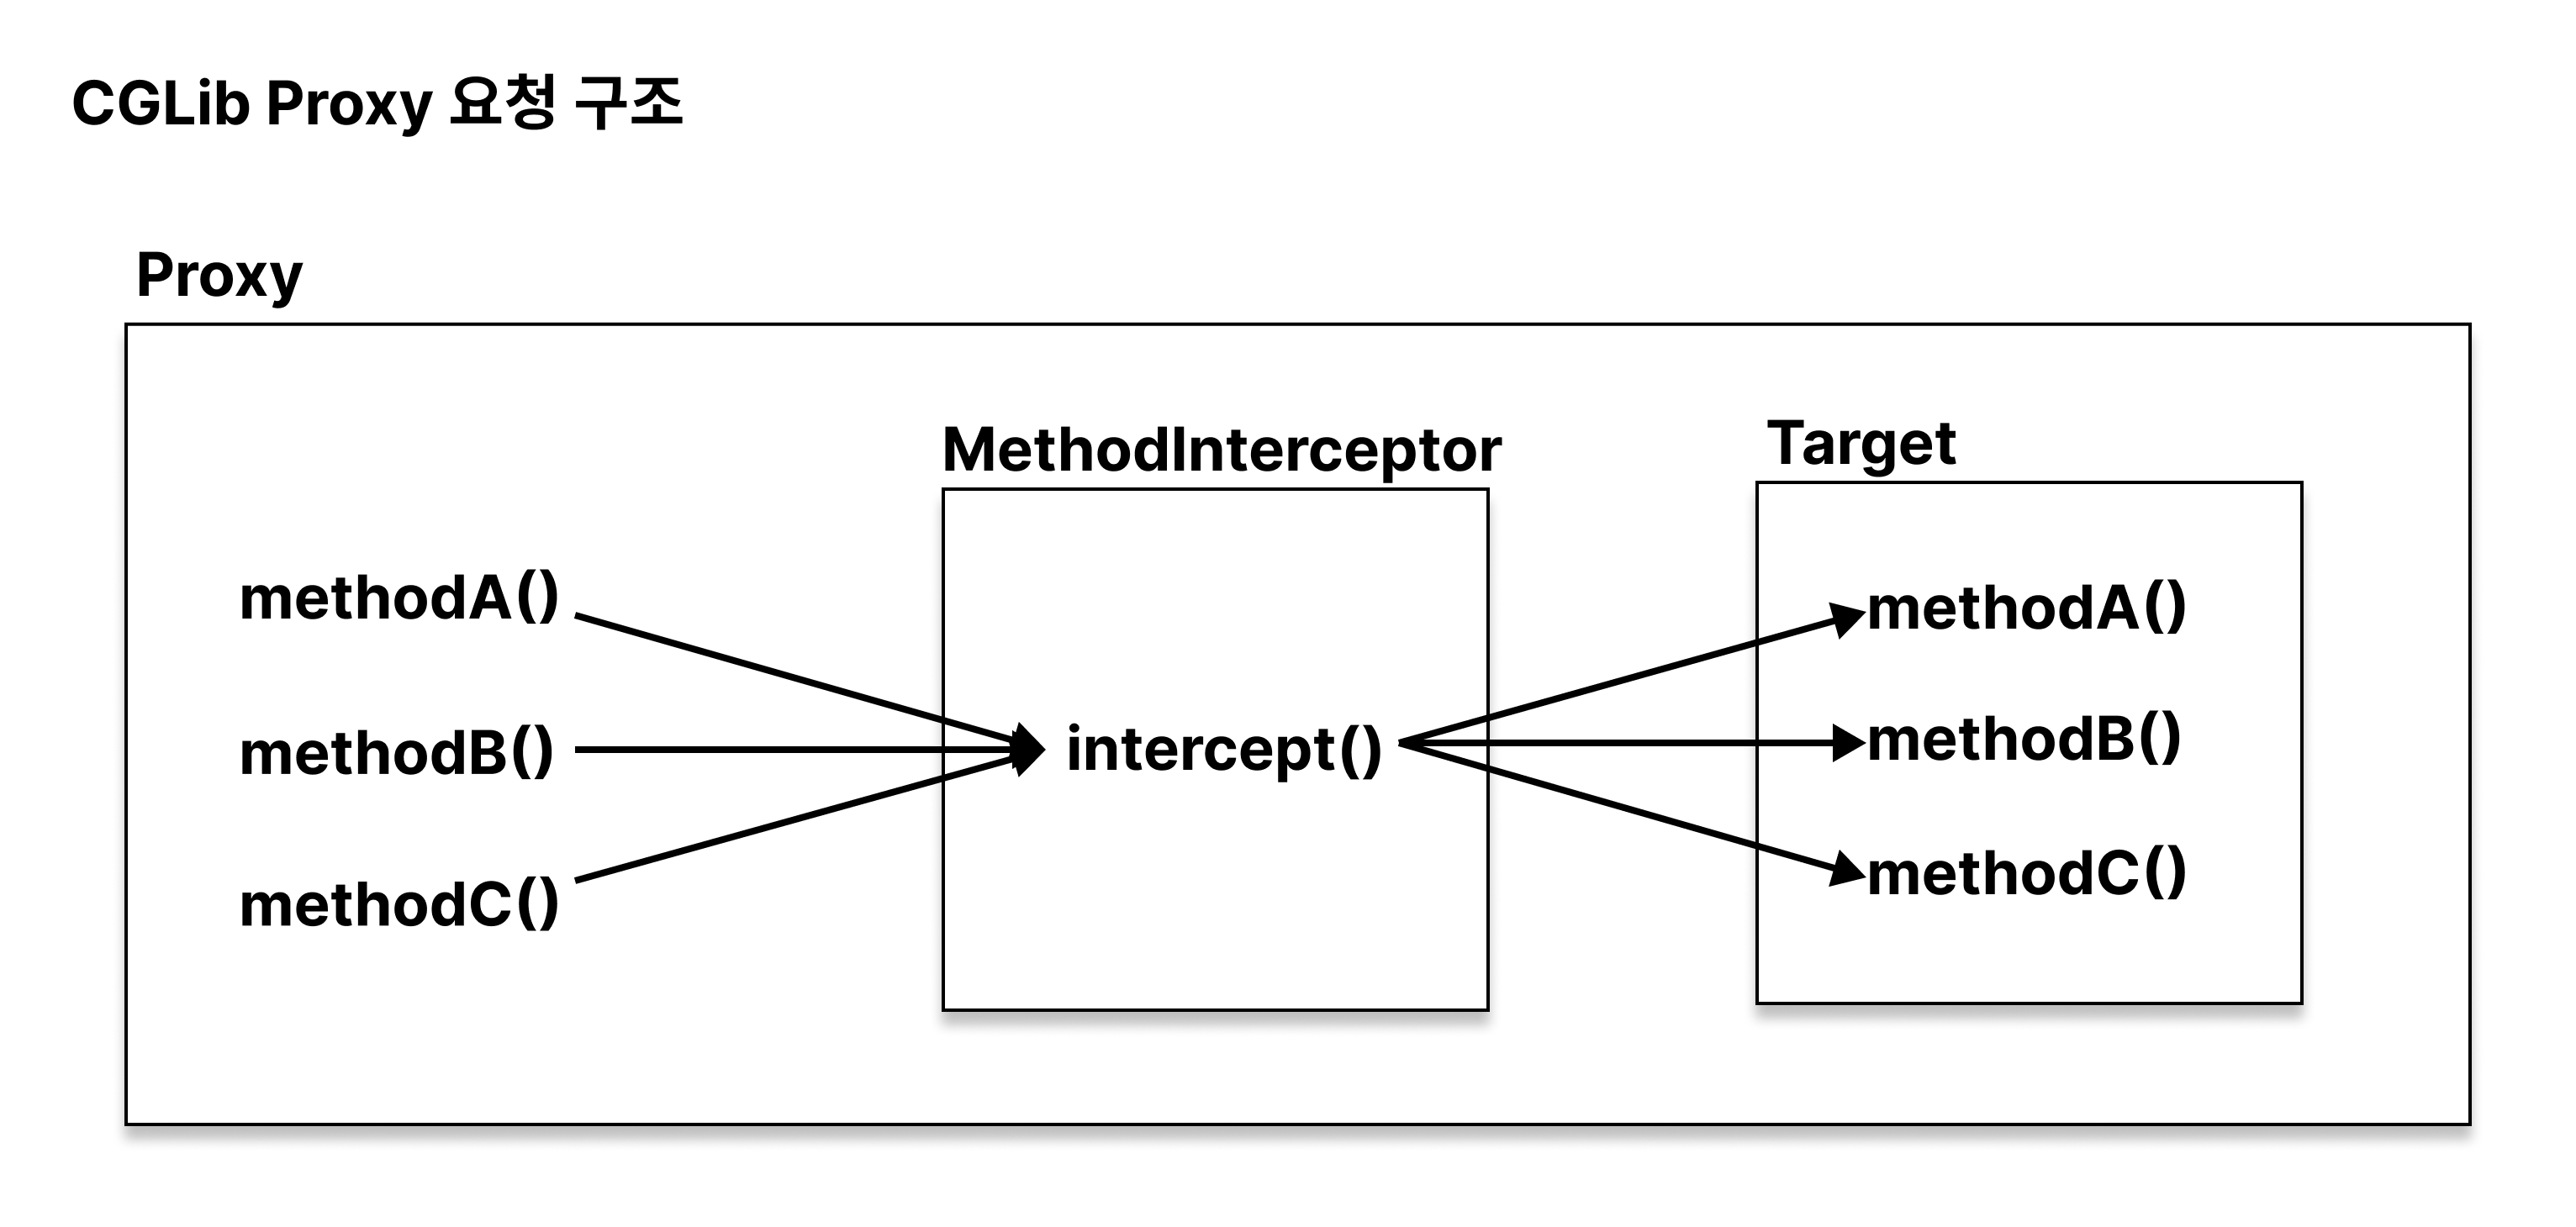 CGLib Proxy 요청 구조
Proxy
MethodInterceptor
Target
methodA()
methodB()
methodC()
intercept()
methodA()
methodB()
methodC()